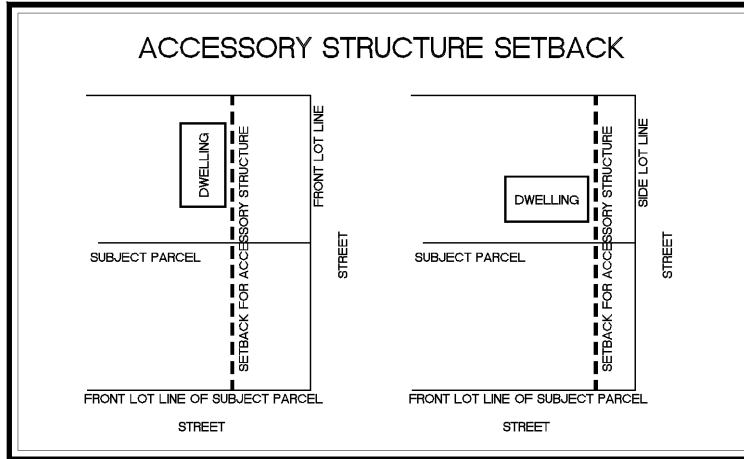 ACCESSORY STRUCTURE SETBACK
DWELLING
SETBACK FOR ACCESSORY STRUCTURE
FRONT LOT LINE
SUBJECT PARCEL
STREET
FRONT LOT LINE OF SUBJECT PARCEL
STREET
DWELLING
SETBACK FOR ACCESSORY STRUCTURE
SIDE LOT LINE
SUBJECT PARCEL
STREET
FRONT LOT LINE OF SUBJECT PARCEL
STREET